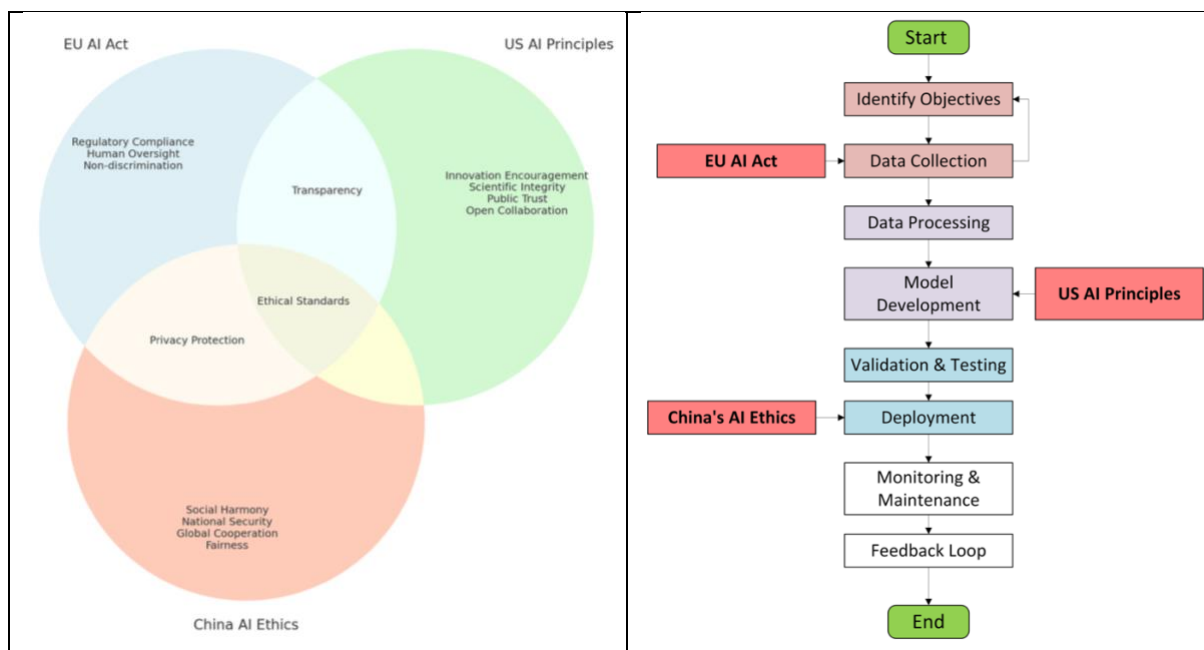 EU AI Act
US AI Principles
Regulatory Compliance
Human Oversight
Non-discrimination
Transparency
Innovation Encouragement
Scientific Integrity
Public Trust
Open Collaboration
Ethical Standards
Privacy Protection
Social Harmony
National Security
Global Cooperation
Fairness
China AI Ethics
Start
Identify Objectives
EU AI Act
Data Collection
Data Processing
Model
Development
US AI Principles
Validation & Testing
China's AI Ethics
Deployment
Monitoring &
Maintenance
Feedback Loop
End